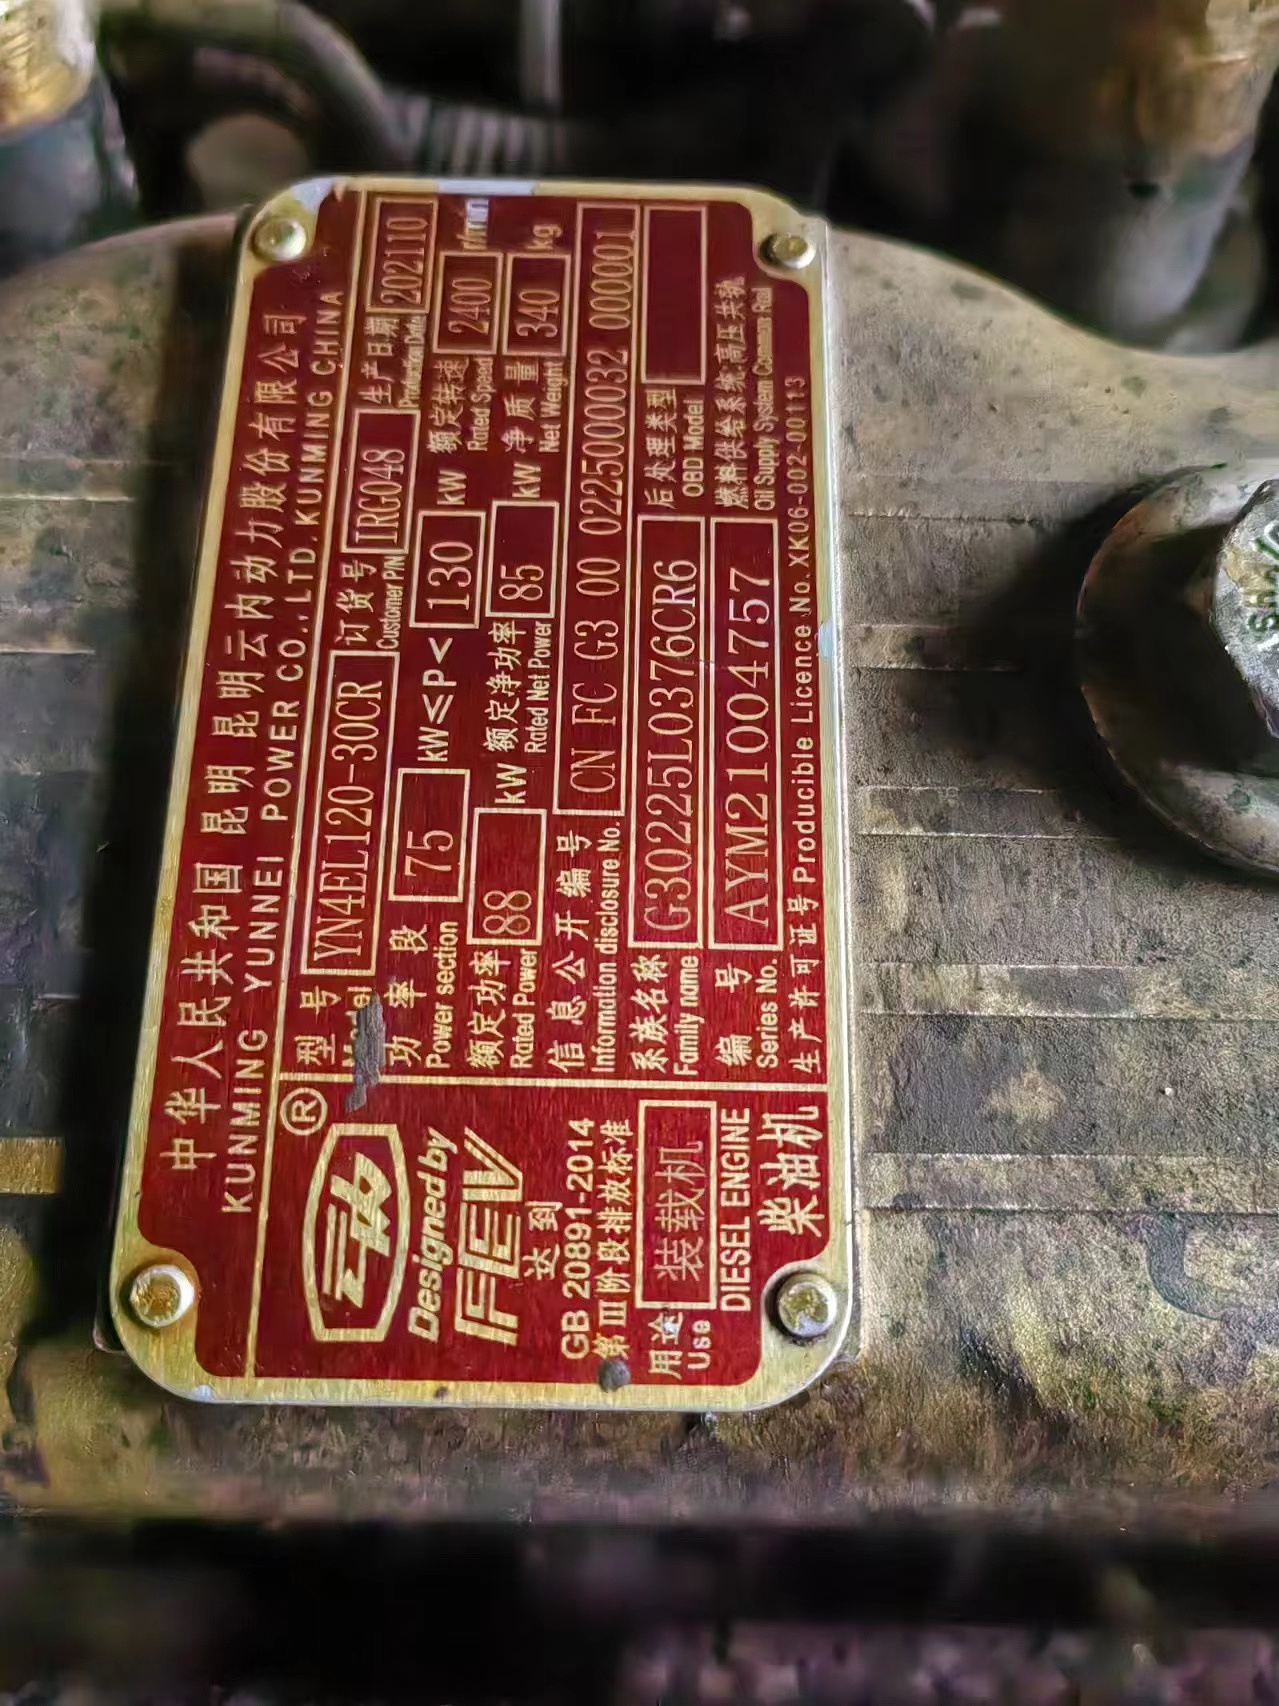 中华人民共和国 昆明 昆明云内动力股份有限公司
KUNMING YUNNEI POWER CO., LTD. KUNMING CHINA
®
Designed by
FEV
达到
GB 20891-2014
第III阶段排放标准
用途 装载机
Use
DIESEL ENGINE
柴油机
型号 YN4EL120-30CR 订货号 IRG048 生产日期 202110
Model Customer P/N Production Date
功率段 75 kW≤P< 130 kW 额定转速 2400 r/min
Power section Rated Speed
额定功率 88 kW 额定净功率 85 kW 净质量 340 kg
Rated Power Rated Net Power Net Weight
信息公开编号 CN FC G3 00 0225000032 000001
Information disclosure No.
系族名称 G30225L0376CR6 后处理类型
Family name OBD Model
编号 AYM21004757 燃料供给系统:高压共轨
Series No. Oil Supply System Common Rail
生产许可证号 Producible Licence No. XK06-002-00113